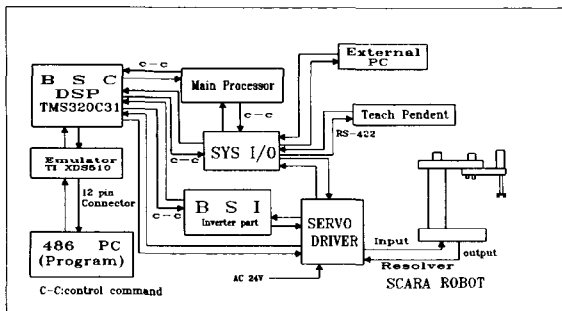 B S C
DSP
TMS320C31
C-C
Main Processor
C-C
External
PC
Teach Pendent
RS-422
SYS I/O
C-C
Emulator
TI XDS510
12 pin
Connector
C-C
B S I
Inverter part
SERVO
DRIVER
Input
output
Resolver
486 PC
(Program)
AC 24V
SCARA ROBOT
C-C:control command